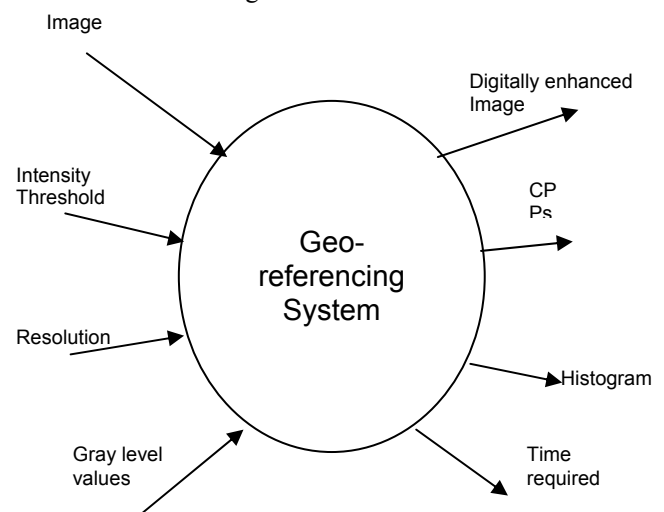 Image
Digitally enhanced
Image
Intensity
Threshold
CP
Ps
Geo-
referencing
System
Resolution
Histogram
Gray level
values
Time
required